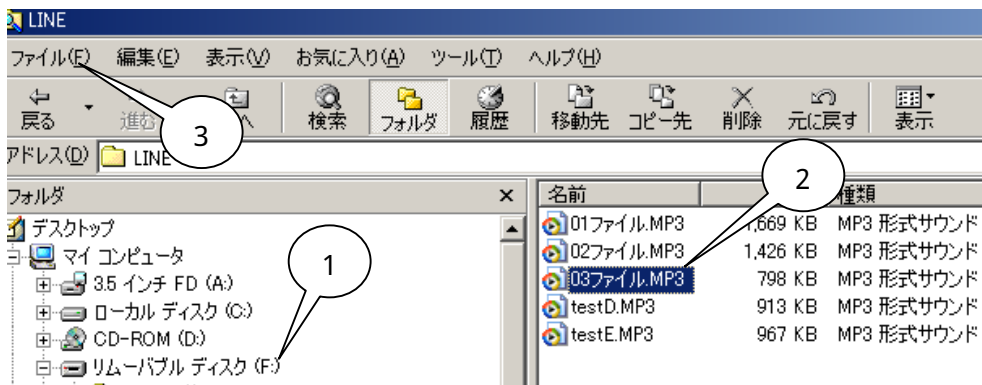 LINE
ファイル(F) 編集(E) 表示(V) お気に入り(A) ツール(T) ヘルプ(H)
戻る 進む へ 検索 フォルダ 履歴 移動先 コピー先 削除 元に戻す 表示
3
アドレス(D) LINE
フォルダ × 名前 種類
2
デスクトップ 01ファイル.MP3 1,669 KB MP3 形式サウンド
マイ コンピュータ 02ファイル.MP3 1,426 KB MP3 形式サウンド
1
3.5 インチ FD (A:) 03ファイル.MP3 798 KB MP3 形式サウンド
ローカル ディスク (C:) testD.MP3 913 KB MP3 形式サウンド
CD-ROM (D:) testE.MP3 967 KB MP3 形式サウンド
リムーバブル ディスク (F:)